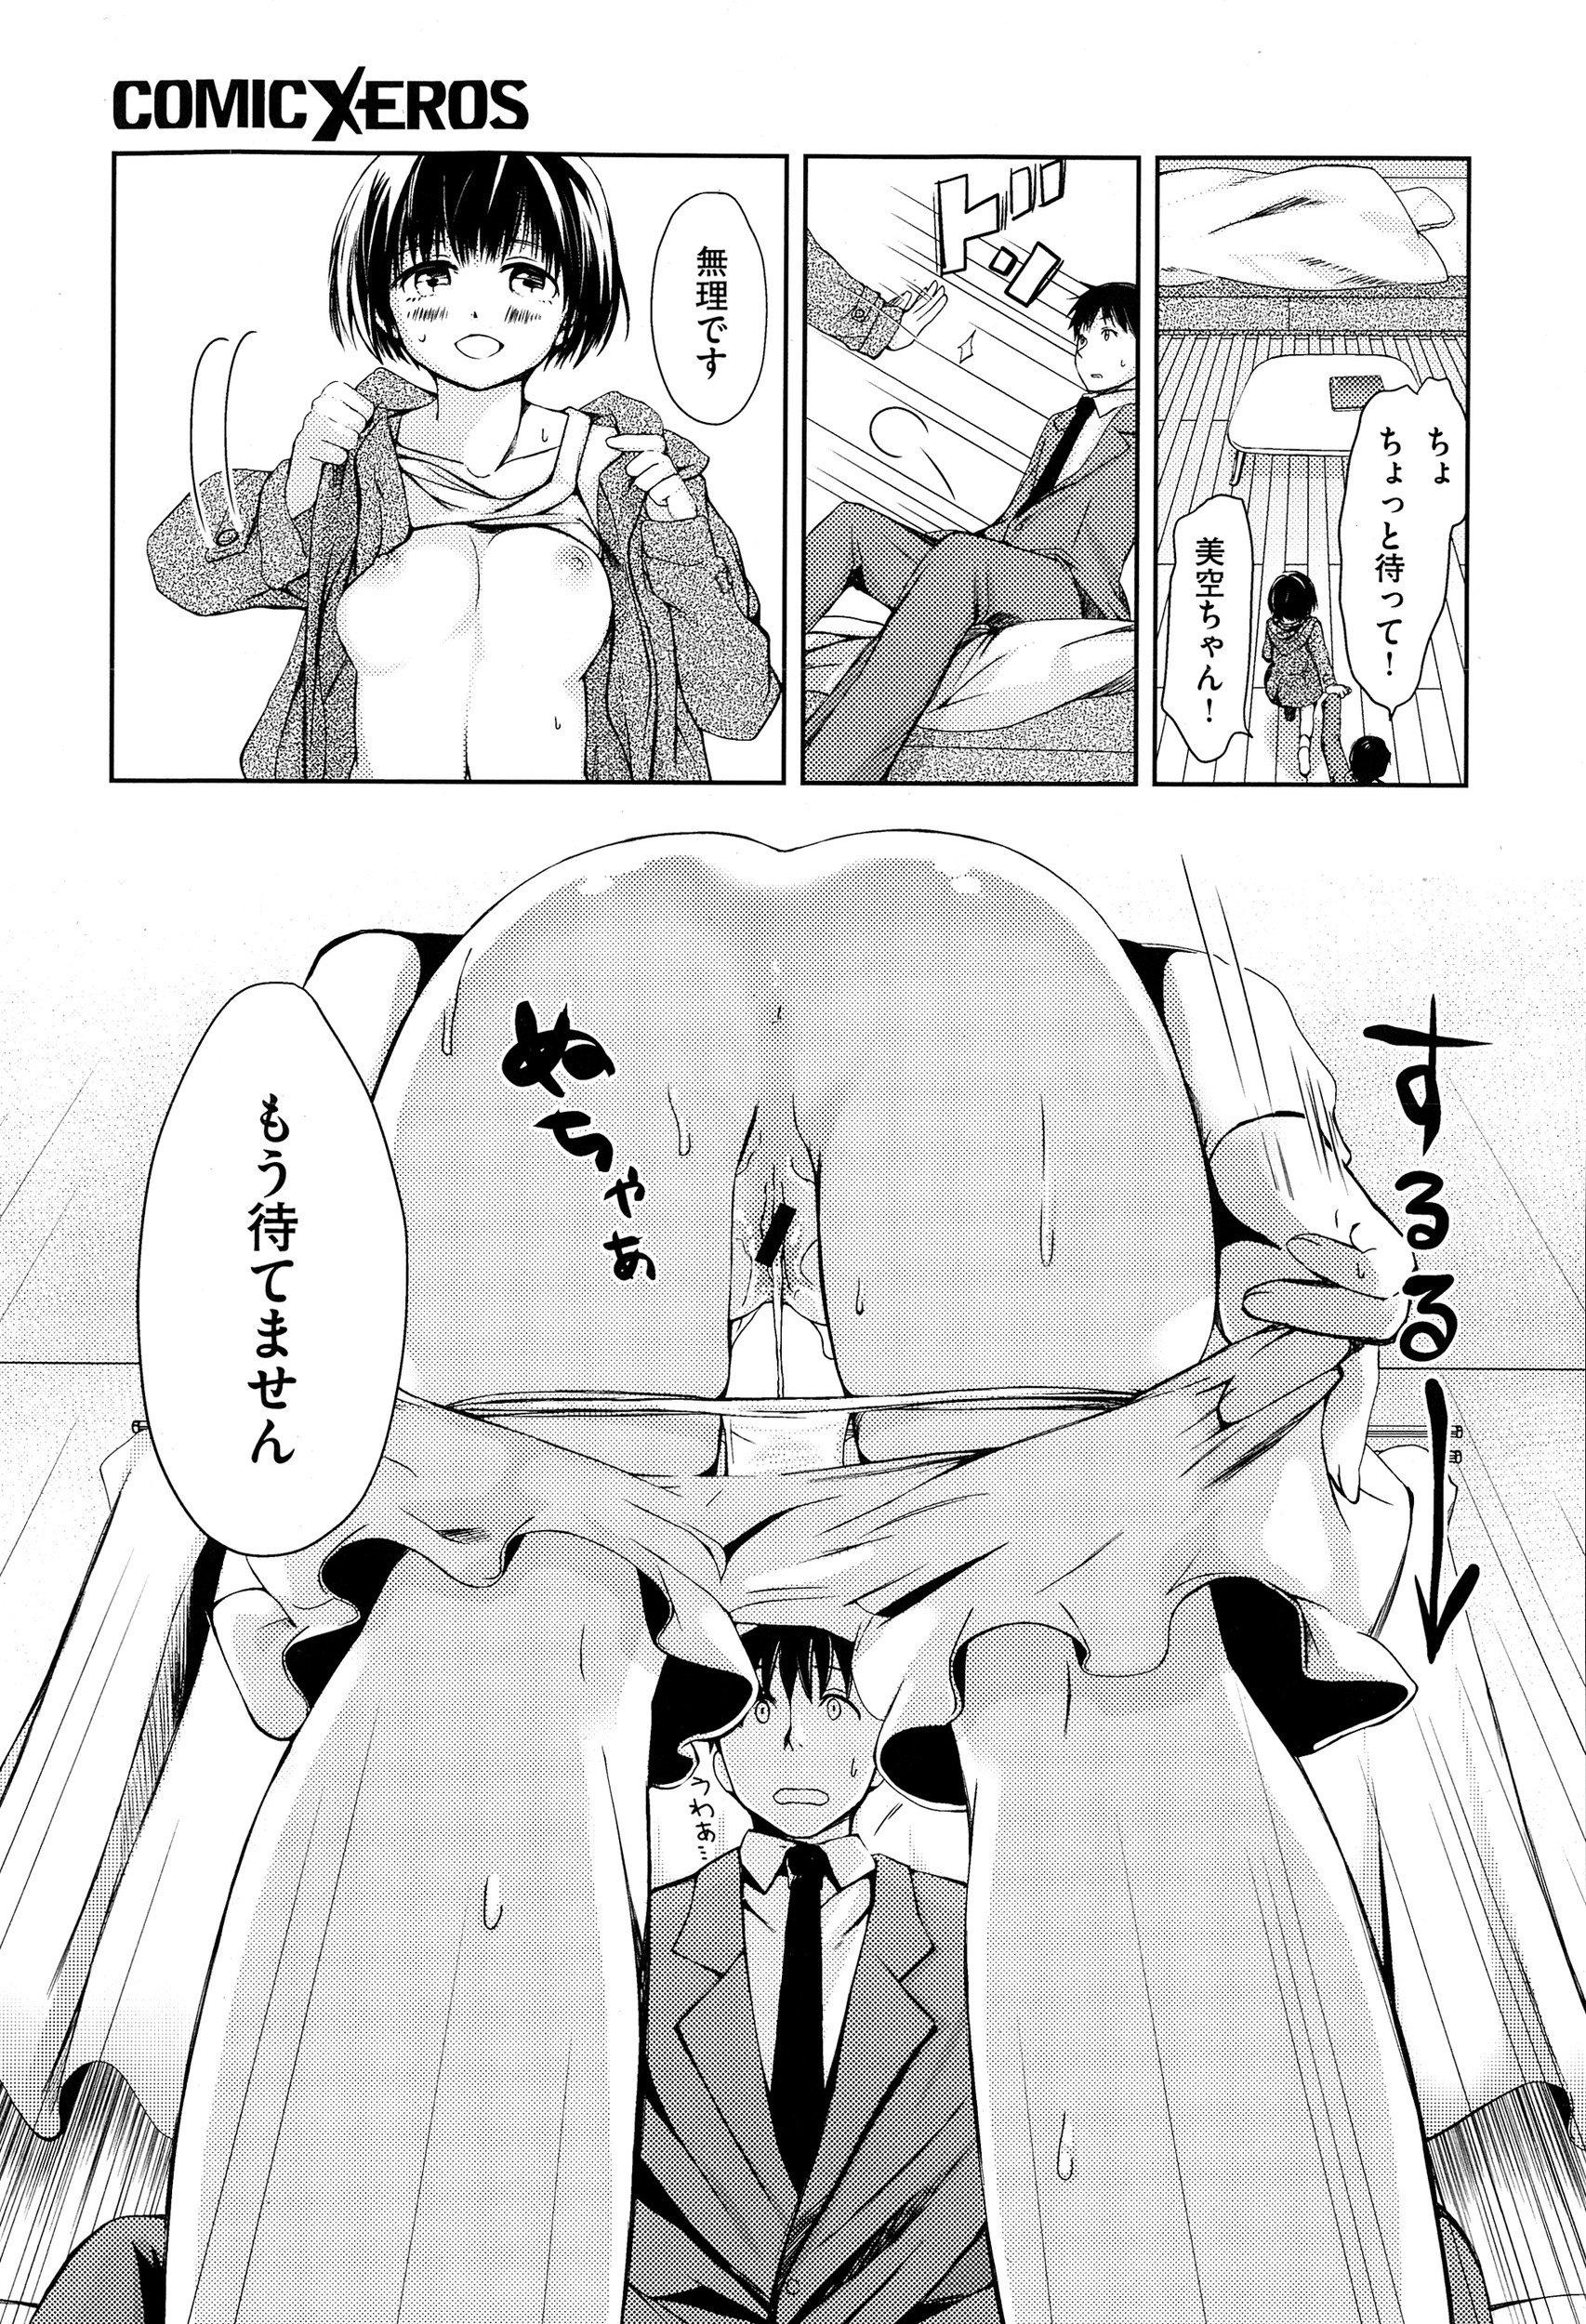 COMIC X-EROS
ちょ
ちょっと待って!
美空ちゃん!
ドンッ
無理です
するるー
ぬちゃぁ
もう待てません
うわぁ…